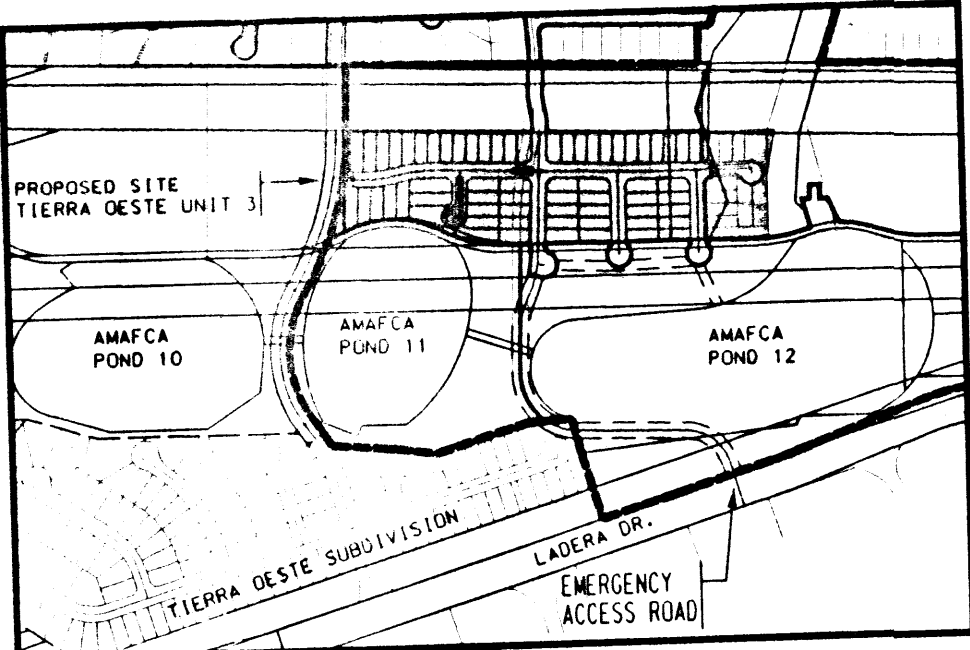 PROPOSED SITE
TIERRA OESTE UNIT 3
AMAFCA
POND 10
AMAFCA
POND 11
AMAFCA
POND 12
TIERRA OESTE SUBDIVISION
LADERA DR.
EMERGENCY
ACCESS ROAD